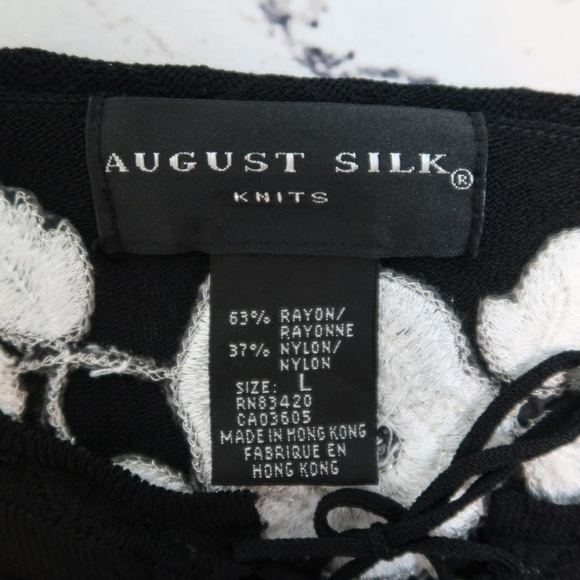 AUGUST SILK®
KNITS
63% RAYON/
RAYONNE
37% NYLON/
NYLON
SIZE: L
RN83420
CA03605
MADE IN HONG KONG
FABRIQUE EN
HONG KONG